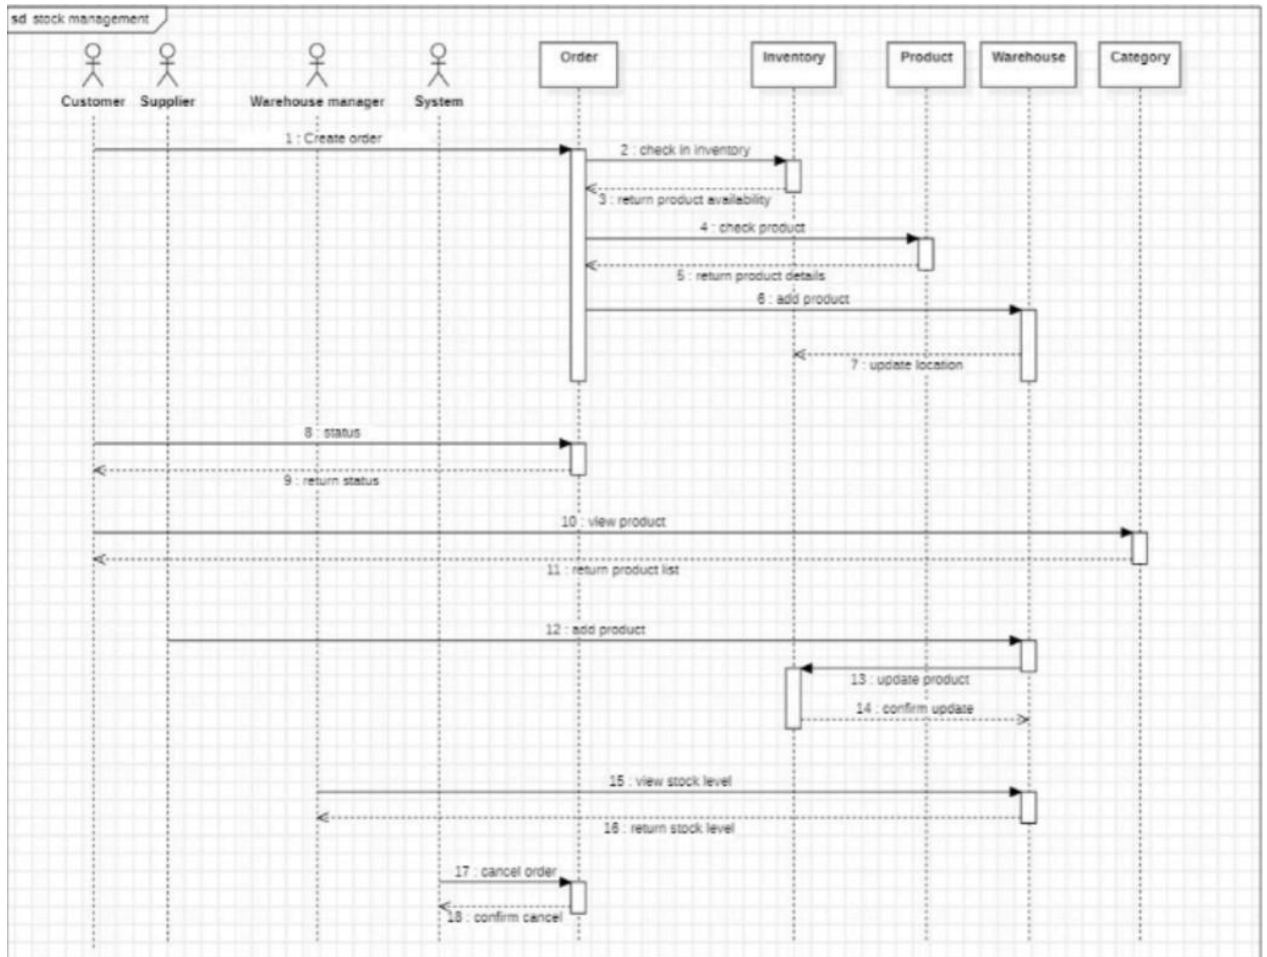 sd stock management
Order
Inventory
Product
Warehouse
Category
Customer
Supplier
Warehouse manager
System
1 : Create order
2 : check in inventory
3 : return product availability
4 : check product
5 : return product details
6 : add product
7 : update location
8 : status
9 : return status
10 : view product
11 : return product list
12 : add product
13 : update product
14 : confirm update
15 : view stock level
16 : return stock level
17 : cancel order
18 : confirm cancel